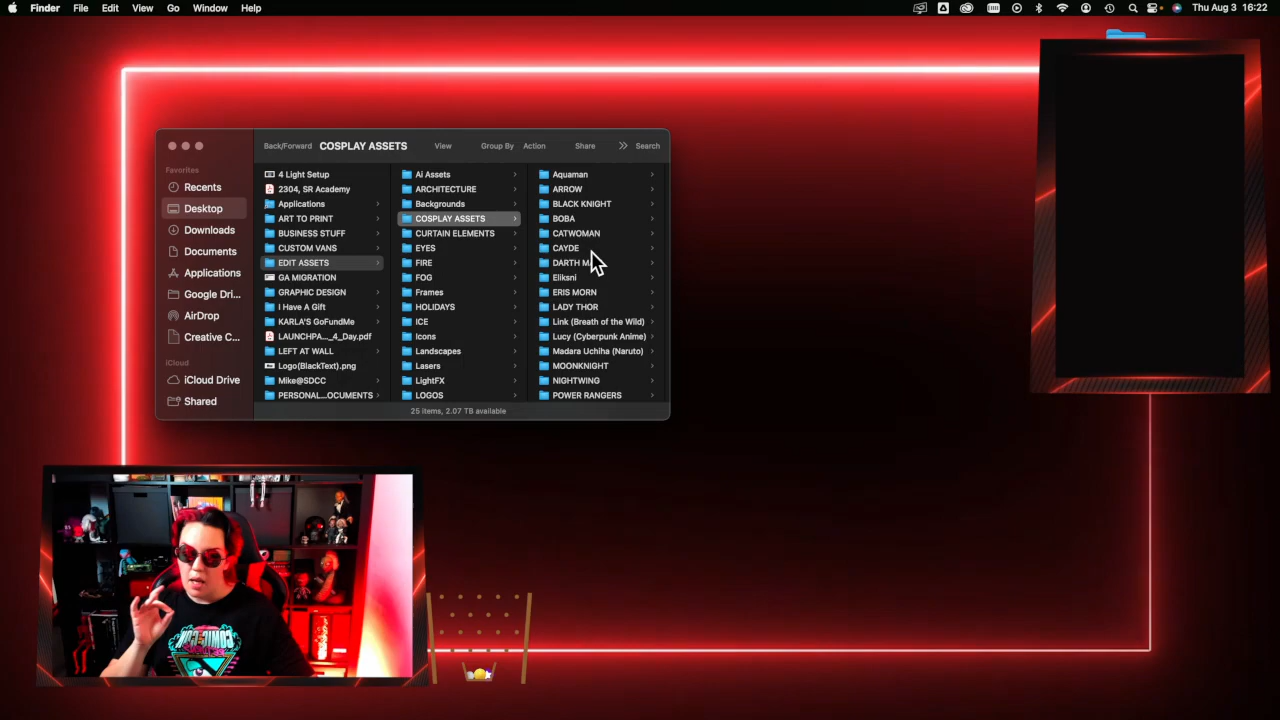 Finder File Edit View Go Window Help Thu Aug 3 16:22
Back/Forward COSPLAY ASSETS View Group By Action Share Search
Favorites
Recents
Desktop
Downloads
Documents
Applications
Google Dri...
AirDrop
Creative C...
iCloud
iCloud Drive
Shared
4 Light Setup
2304, SR Academy
Applications
ART TO PRINT
BUSINESS STUFF
CUSTOM VANS
EDIT ASSETS
GA MIGRATION
GRAPHIC DESIGN
I Have A Gift
KARLA'S GoFundMe
LAUNCHPA..._4_Day.pdf
LEFT AT WALL
Logo(BlackText).png
Mike@SDCC
PERSONAL...OCUMENTS
Ai Assets
ARCHITECTURE
Backgrounds
COSPLAY ASSETS
CURTAIN ELEMENTS
EYES
FIRE
FOG
Frames
HOLIDAYS
ICE
Icons
Landscapes
Lasers
LightFX
LOGOS
Aquaman
ARROW
BLACK KNIGHT
BOBA
CATWOMAN
CAYDE
DARTH
Eliksni
ERIS MORN
LADY THOR
Link (Breath of the Wild)
Lucy (Cyberpunk Anime)
Madara Uchiha (Naruto)
MOONKNIGHT
NIGHTWING
POWER RANGERS
25 items, 2.07 TB available
COMIC-CON